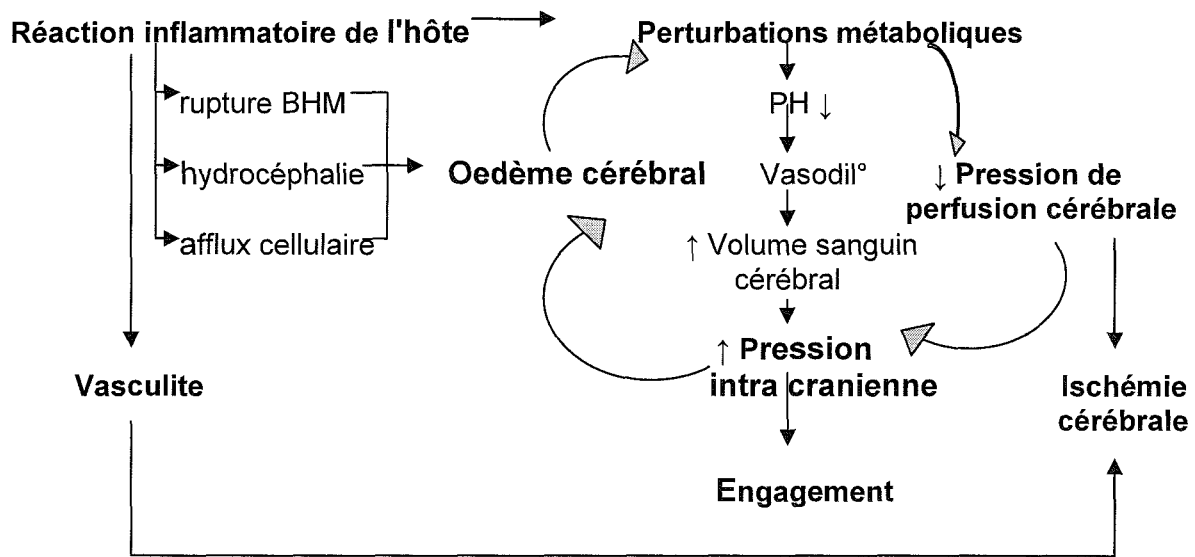 Réaction inflammatoire de l'hôte
Perturbations métaboliques
rupture BHM
PH ↓
hydrocéphalie
Oedème cérébral
Vasodil°
↓ Pression de
perfusion cérébrale
afflux cellulaire
↑ Volume sanguin
cérébral
↑ Pression
intra cranienne
Vasculite
Ischémie
cérébrale
Engagement